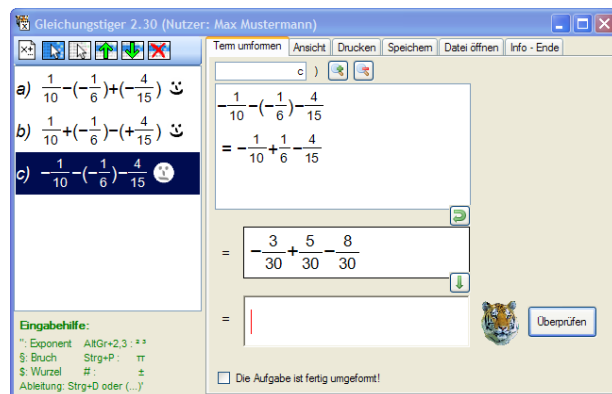 Gleichungstiger 2.30 (Nutzer: Max Mustermann)
Term umformen Ansicht Drucken Speichern Datei öffnen Info - Ende
c )
a) 1/10−(−1/6)+(−4/15)
b) 1/10+(−1/6)−(+4/15)
c) −1/10−(−1/6)−4/15
−1/10−(−1/6)−4/15
= −1/10+1/6−4/15
= −3/30+5/30−8/30
=
Überprüfen
Die Aufgabe ist fertig umgeformt!
Eingabehilfe:
": Exponent AltGr+2,3 : ² ³
§: Bruch Strg+P : π
$: Wurzel # : ±
Ableitung: Strg+D oder (...)'